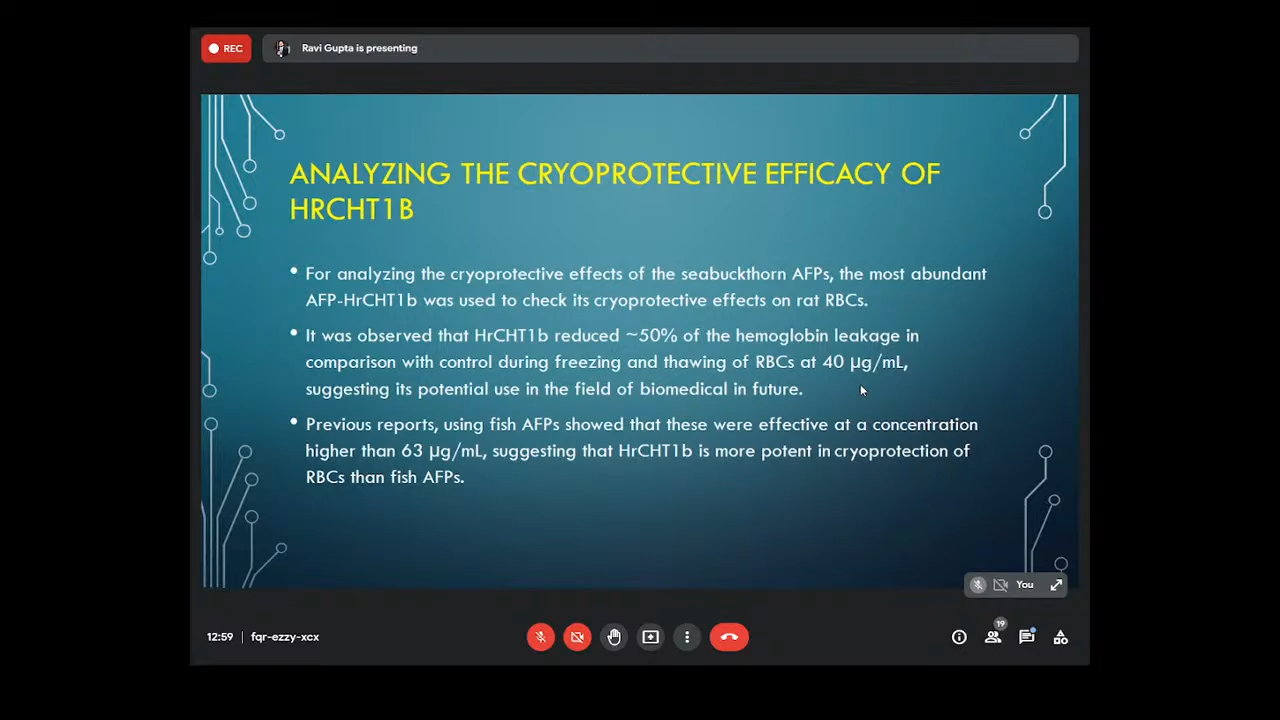 REC
Ravi Gupta is presenting
ANALYZING THE CRYOPROTECTIVE EFFICACY OF
HRCHT1B
• For analyzing the cryoprotective effects of the seabuckthorn AFPs, the most abundant
AFP-HrCHT1b was used to check its cryoprotective effects on rat RBCs.
• It was observed that HrCHT1b reduced ~50% of the hemoglobin leakage in
comparison with control during freezing and thawing of RBCs at 40 µg/mL,
suggesting its potential use in the field of biomedical in future.
• Previous reports, using fish AFPs showed that these were effective at a concentration
higher than 63 µg/mL, suggesting that HrCHT1b is more potent in cryoprotection of
RBCs than fish AFPs.
You
12:59 | fqr-ezzy-xcx
19